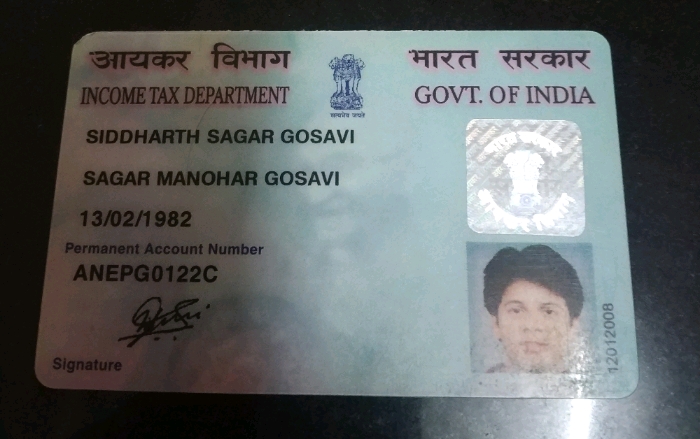 आयकर विभाग भारत सरकार
INCOME TAX DEPARTMENT GOVT. OF INDIA
सत्यमेव जयते
SIDDHARTH SAGAR GOSAVI
SAGAR MANOHAR GOSAVI
13/02/1982
Permanent Account Number
ANEPG0122C
Signature
12012008